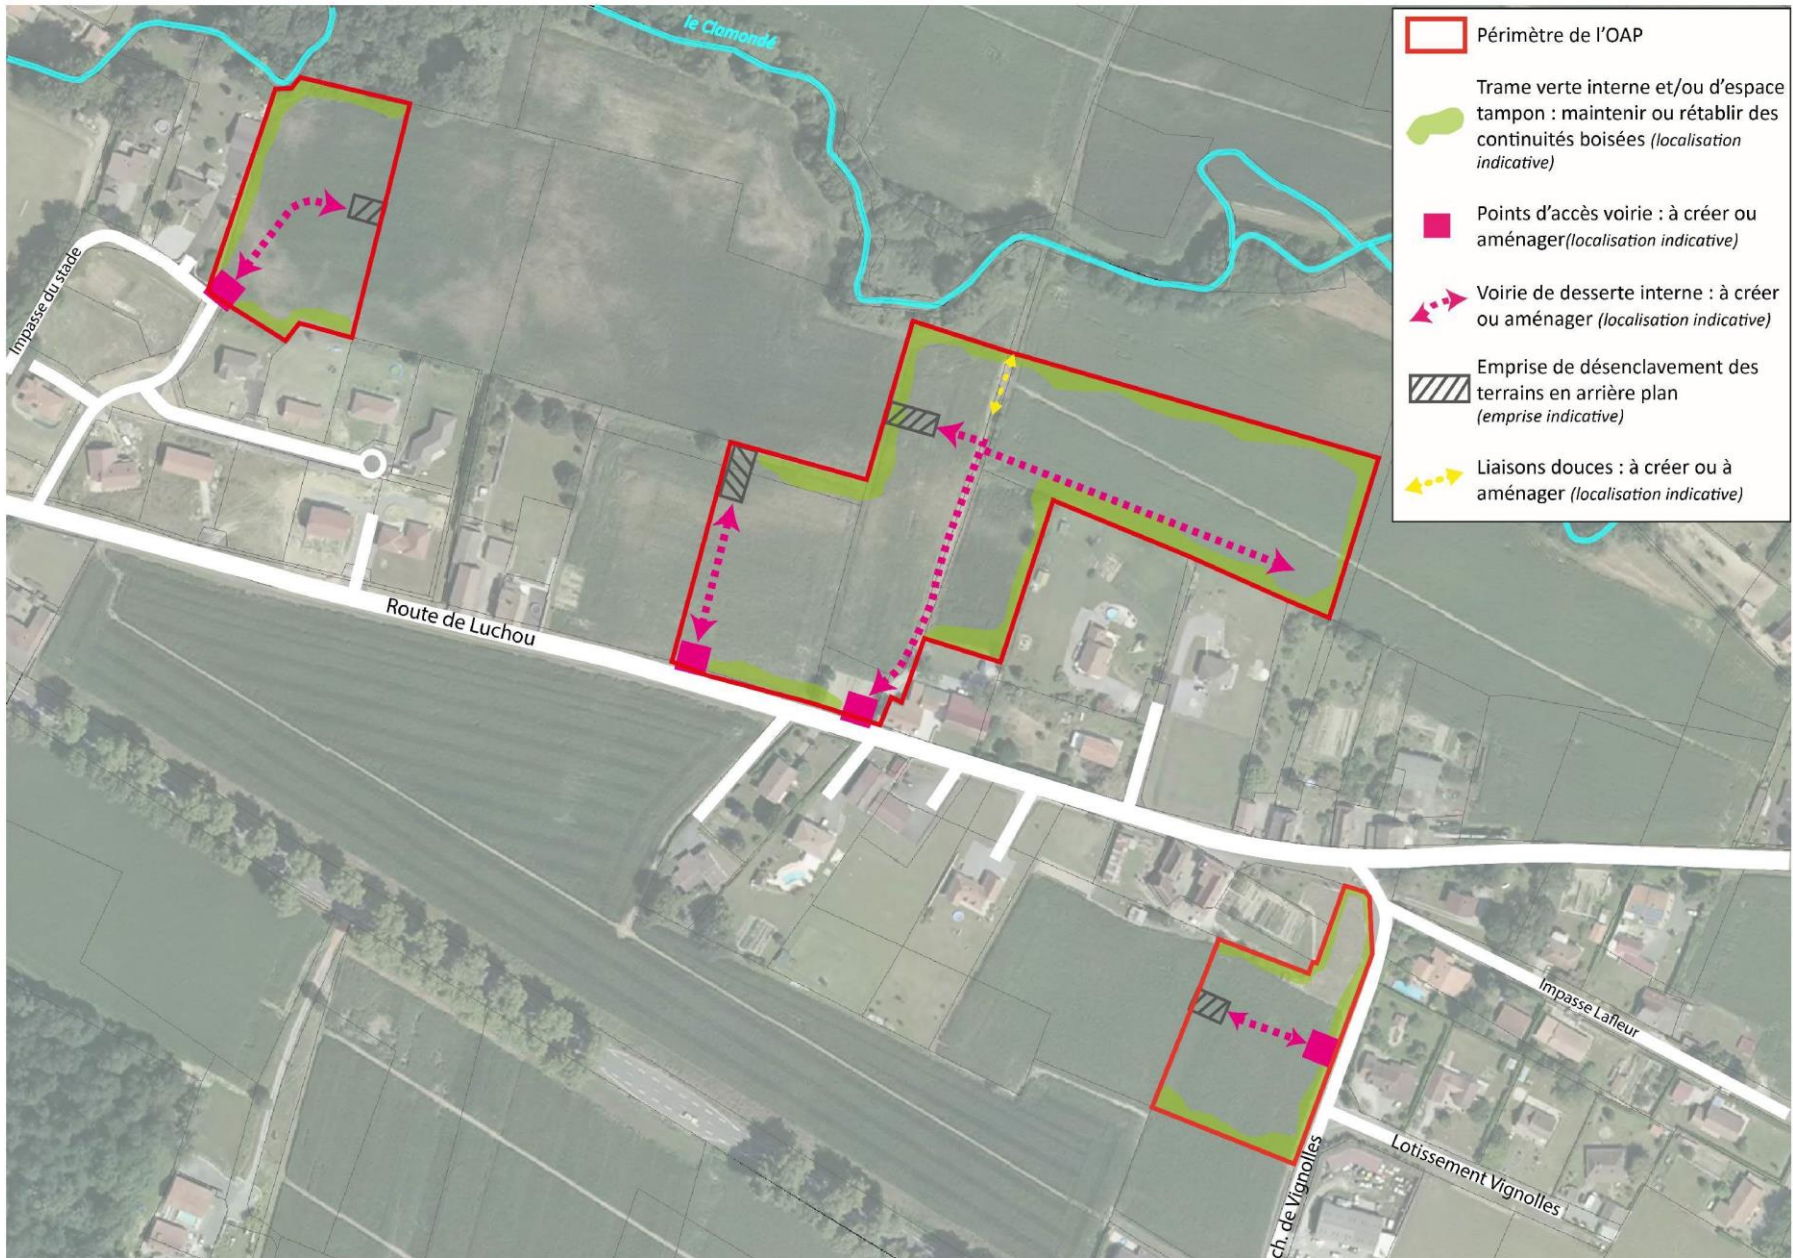 le Clamondé
Périmètre de l'OAP
Trame verte interne et/ou d'espace
tampon : maintenir ou rétablir des
continuités boisées (localisation
indicative)
Points d'accès voirie : à créer ou
aménager(localisation indicative)
Voirie de desserte interne : à créer
ou aménager (localisation indicative)
Emprise de désenclavement des
terrains en arrière plan
(emprise indicative)
Liaisons douces : à créer ou à
aménager (localisation indicative)
Impasse du stade
Route de Luchou
Impasse Lafleur
Lotissement Vignolles
ch. de Vignolles